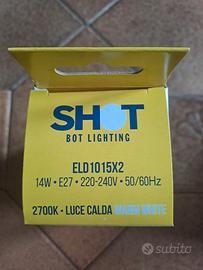 SHOT
BOT LIGHTING
ELD1015X2
14W • E27 • 220-240V • 50/60Hz
2700K - LUCE CALDA WARM WHITE
subito